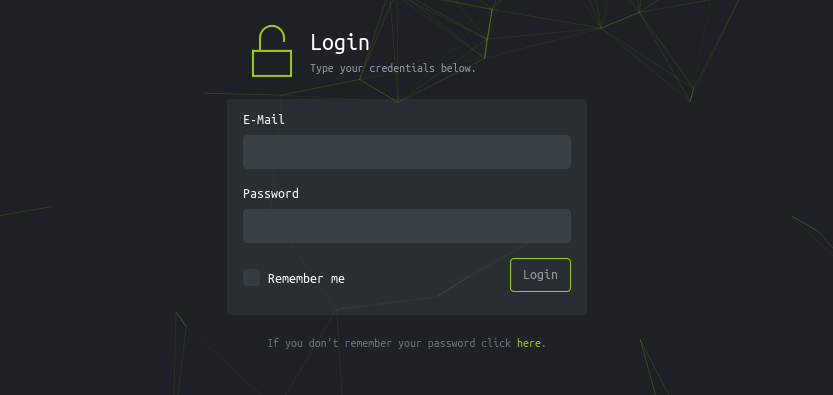 Login
Type your credentials below.
E-Mail
Password
Remember me
Login
If you don't remember your password click here.